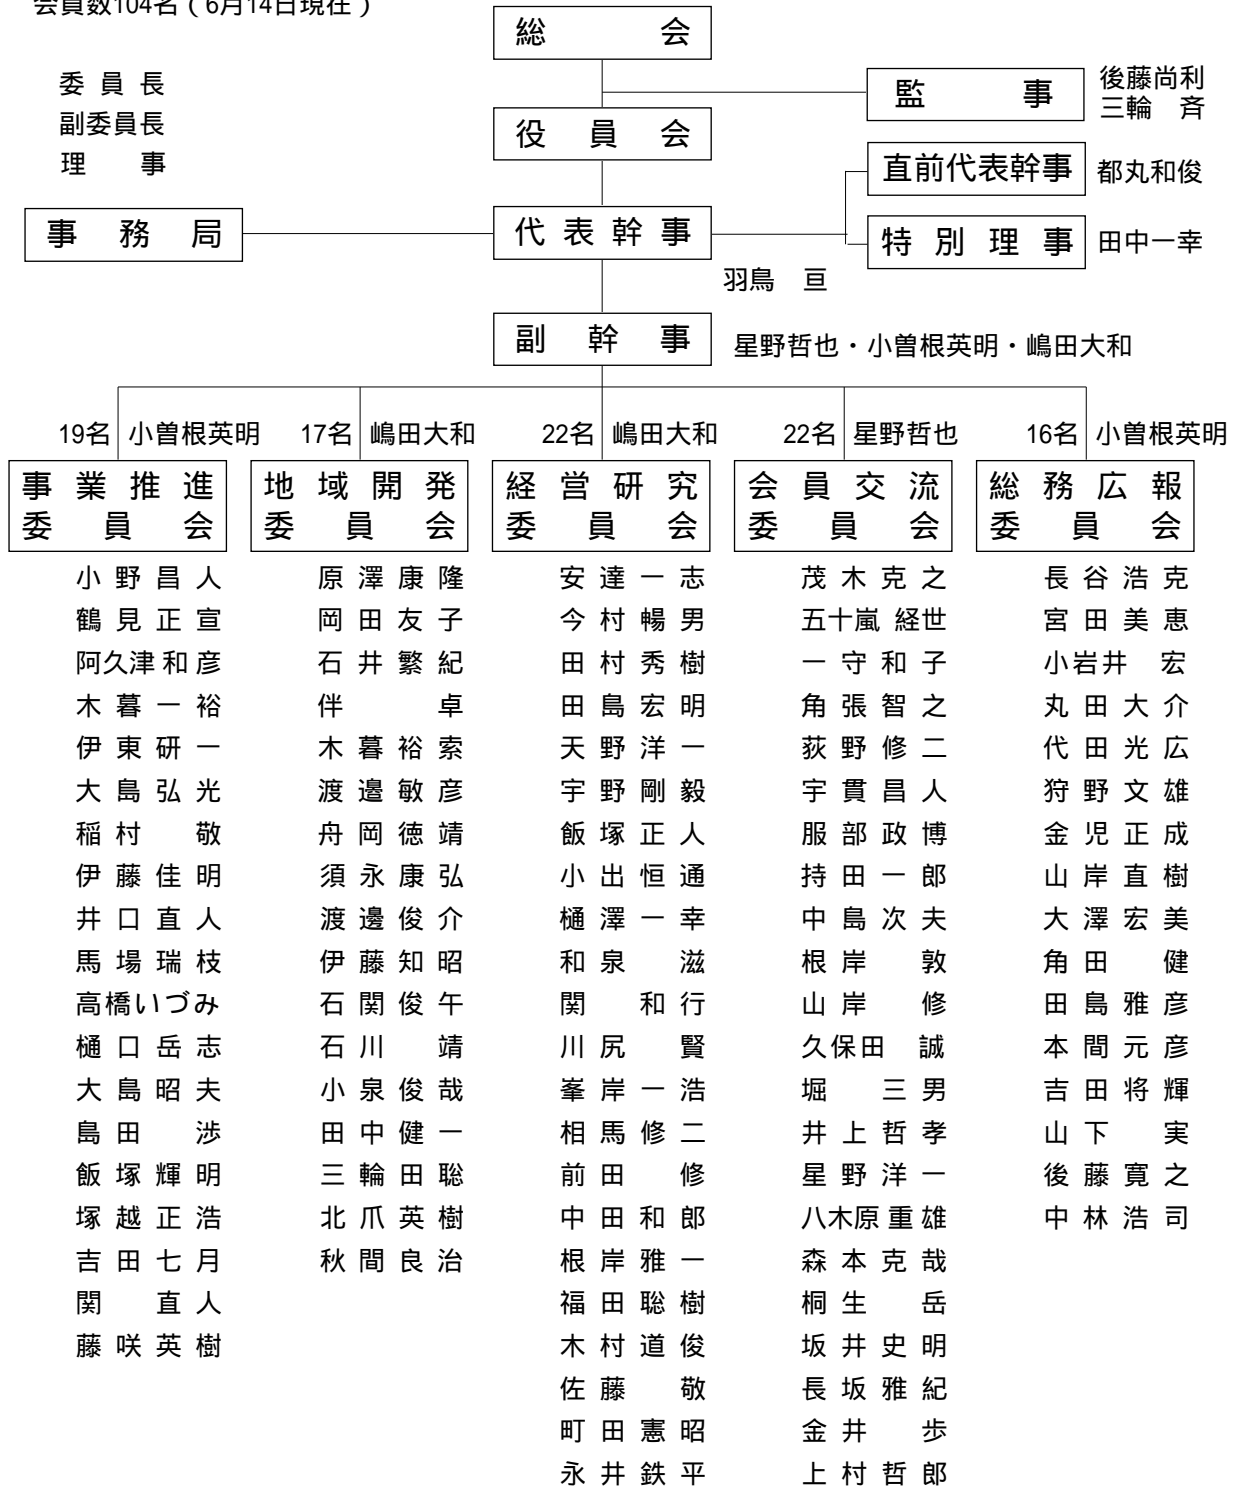 会員数104名（6月14日現在）
総会
委員長
副委員長
理事
監事
後藤尚利
三輪 斉
役員会
直前代表幹事
都丸和俊
事務局
代表幹事
特別理事
田中一幸
羽鳥 亘
副幹事
星野哲也・小曽根英明・嶋田大和
19名 小曽根英明
17名 嶋田大和
22名 嶋田大和
22名 星野哲也
16名 小曽根英明
事業推進
委員会
小野昌人
鶴見正宣
阿久津和彦
木暮一裕
伊東研一
大島弘光
稲村 敬
伊藤佳明
井口直人
馬場瑞枝
高橋いづみ
樋口岳志
大島昭夫
島田 渉
飯塚輝明
塚越正浩
吉田七月
関 直人
藤咲英樹
地域開発
委員会
原澤康隆
岡田友子
石井繁紀
伴 卓
木暮裕索
渡邉敏彦
舟岡徳靖
須永康弘
渡邊俊介
伊藤知昭
石関俊午
石川 靖
小泉俊哉
田中健一
三輪田聡
北爪英樹
秋間良治
経営研究
委員会
安達一志
今村暢男
田村秀樹
田島宏明
天野洋一
宇野剛毅
飯塚正人
小出恒通
樋澤一幸
和泉 滋
関 和行
川尻 賢
峯岸一浩
相馬修二
前田 修
中田和郎
根岸雅一
福田聡樹
木村道俊
佐藤 敬
町田憲昭
永井鉄平
会員交流
委員会
茂木克之
五十嵐 経世
一守和子
角張智之
荻野修二
宇貫昌人
服部政博
持田一郎
中島次夫
根岸 敦
山岸 修
久保田 誠
堀 三男
井上哲孝
星野洋一
八木原重雄
森本克哉
桐生 岳
坂井史明
長坂雅紀
金井 歩
上村哲郎
総務広報
委員会
長谷浩克
宮田美恵
小岩井 宏
丸田大介
代田光広
狩野文雄
金児正成
山岸直樹
大澤宏美
角田 健
田島雅彦
本間元彦
吉田将輝
山下 実
後藤寛之
中林浩司